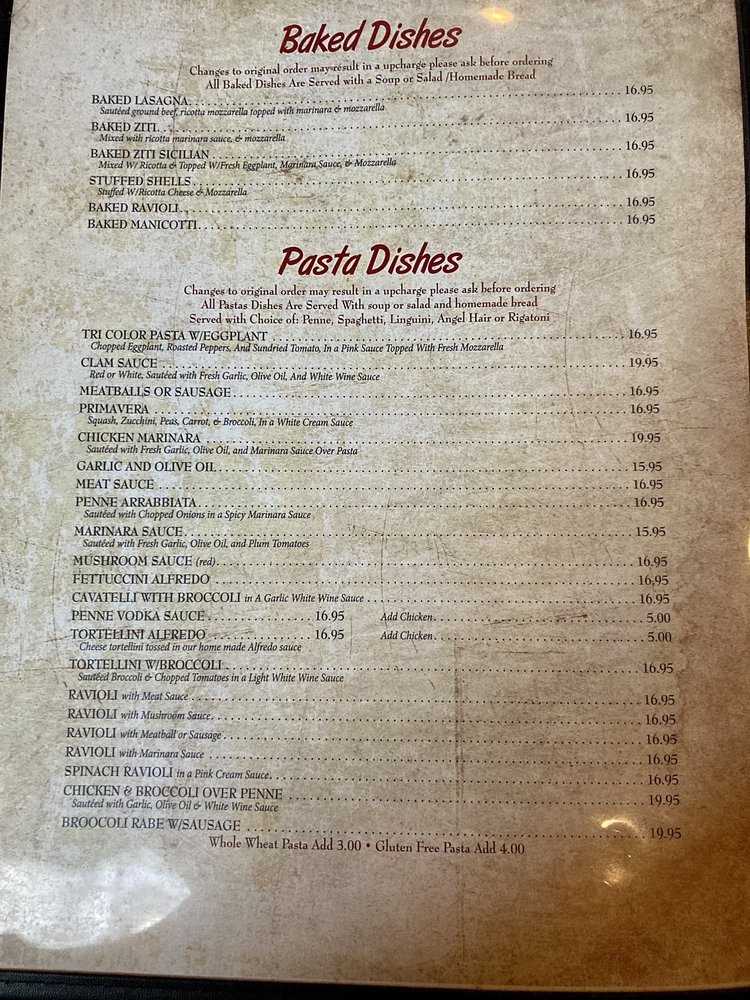 Baked Dishes
Changes to original order may result in a upcharge please ask before ordering
All Baked Dishes Are Served with a Soup or Salad /Homemade Bread
BAKED LASAGNA 16.95
Sautéed ground beef, ricotta mozzarella topped with marinara & mozzarella
BAKED ZITI 16.95
Mixed with ricotta marinara sauce, & mozzarella
BAKED ZITI SICILIAN 16.95
Mixed W/ Ricotta & Topped W/Fresh Eggplant, Marinara Sauce, & Mozzarella
STUFFED SHELLS 16.95
Stuffed W/Ricotta Cheese & Mozzarella
BAKED RAVIOLI 16.95
BAKED MANICOTTI 16.95
Pasta Dishes
Changes to original order may result in a upcharge please ask before ordering
All Pastas Dishes Are Served With soup or salad and homemade bread
Served with Choice of: Penne, Spaghetti, Linguini, Angel Hair or Rigatoni
TRI COLOR PASTA W/EGGPLANT 16.95
Chopped Eggplant, Roasted Peppers, And Sundried Tomato, In a Pink Sauce Topped With Fresh Mozzarella
CLAM SAUCE 19.95
Red or White, Sautéed with Fresh Garlic, Olive Oil, And White Wine Sauce
MEATBALLS OR SAUSAGE 16.95
PRIMAVERA 16.95
Squash, Zucchini, Peas, Carrot, & Broccoli, In a White Cream Sauce
CHICKEN MARINARA 19.95
Sautéed with Fresh Garlic, Olive Oil, and Marinara Sauce Over Pasta
GARLIC AND OLIVE OIL 15.95
MEAT SAUCE 16.95
PENNE ARRABBIATA 16.95
Sautéed with Chopped Onions in a Spicy Marinara Sauce
MARINARA SAUCE 15.95
Sautéed with Fresh Garlic, Olive Oil, and Plum Tomatoes
MUSHROOM SAUCE (red) 16.95
FETTUCCINI ALFREDO 16.95
CAVATELLI WITH BROCCOLI in A Garlic White Wine Sauce 16.95
PENNE VODKA SAUCE 16.95 Add Chicken 5.00
TORTELLINI ALFREDO 16.95 Add Chicken 5.00
Cheese tortellini tossed in our home made Alfredo sauce
TORTELLINI W/BROCCOLI 16.95
Sautéed Broccoli & Chopped Tomatoes in a Light White Wine Sauce
RAVIOLI with Meat Sauce 16.95
RAVIOLI with Mushroom Sauce 16.95
RAVIOLI with Meatball or Sausage 16.95
RAVIOLI with Marinara Sauce 16.95
SPINACH RAVIOLI in a Pink Cream Sauce 16.95
CHICKEN & BROCCOLI OVER PENNE 19.95
Sautéed with Garlic, Olive Oil & White Wine Sauce
BROOCOLI RABE W/SAUSAGE 19.95
Whole Wheat Pasta Add 3.00 • Gluten Free Pasta Add 4.00